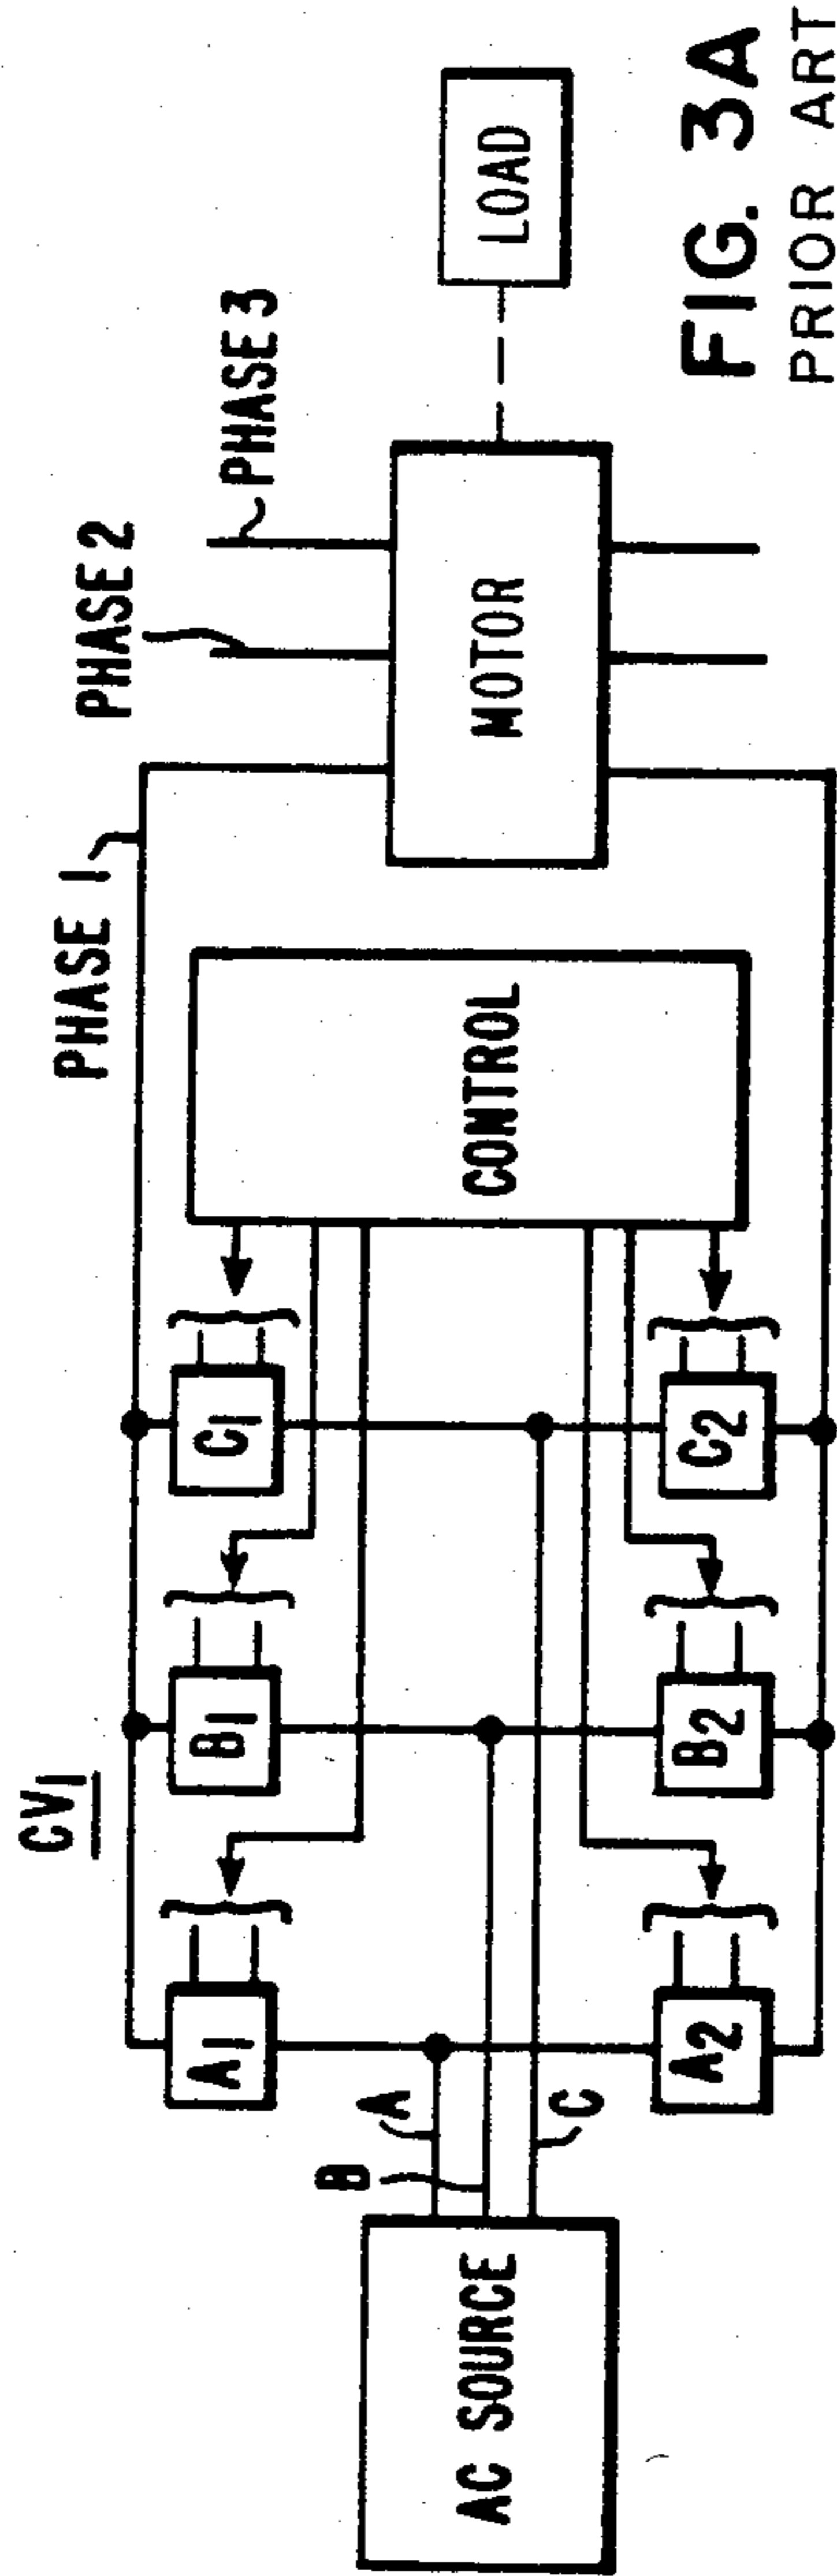 CV1
PHASE 1
PHASE 2
PHASE 3
A1
B1
C1
AC SOURCE
A
B
C
CONTROL
MOTOR
LOAD
A2
B2
C2
FIG. 3A
PRIOR ART